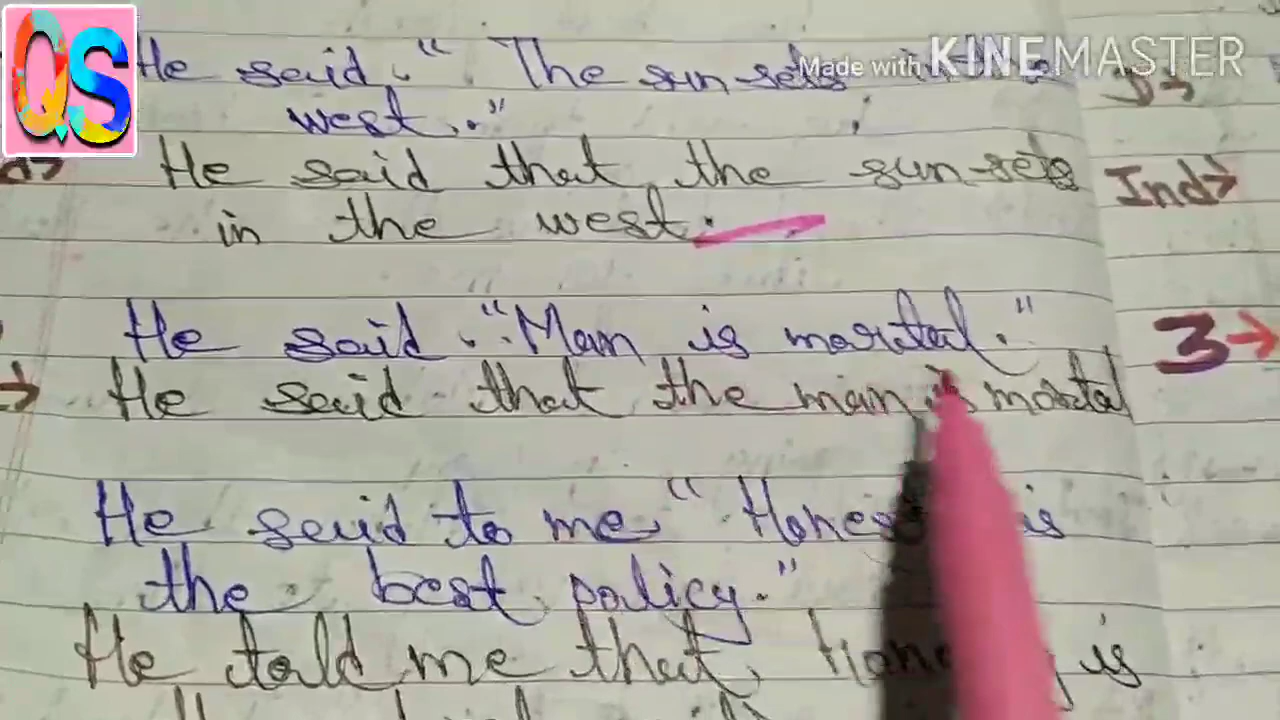 QS
Made with KINEMASTER
He said. "The sun sets
west."
He said that the sun sets
in the west.
Ind→
He said. "Man is mortal."
3→
He said that the man is mortal
He said to me "Hones is
the best policy."
He told me that, Hon y is